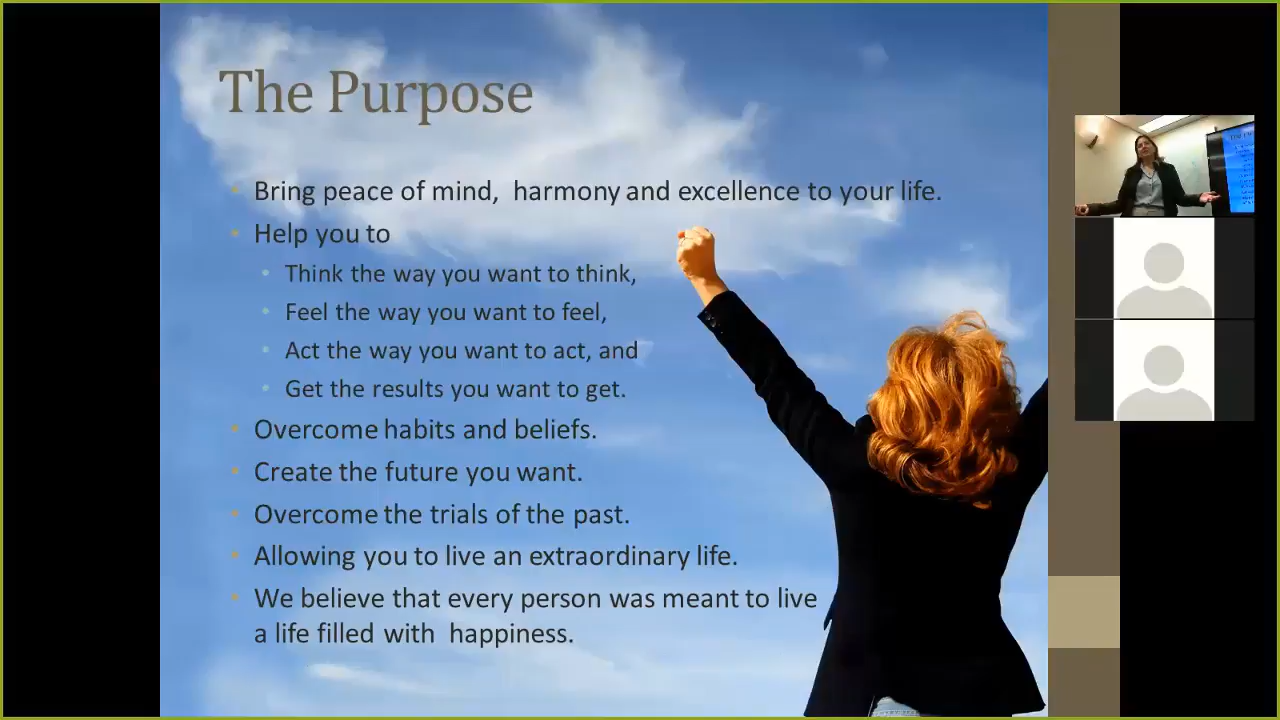 The Purpose
Bring peace of mind,  harmony and excellence to your life.
Help you to
Think the way you want to think,
Feel the way you want to feel,
Act the way you want to act, and
Get the results you want to get.
Overcome habits and beliefs.
Create the future you want.
Overcome the trials of the past.
Allowing you to live an extraordinary life.
We believe that every person was meant to live
a life filled with  happiness.